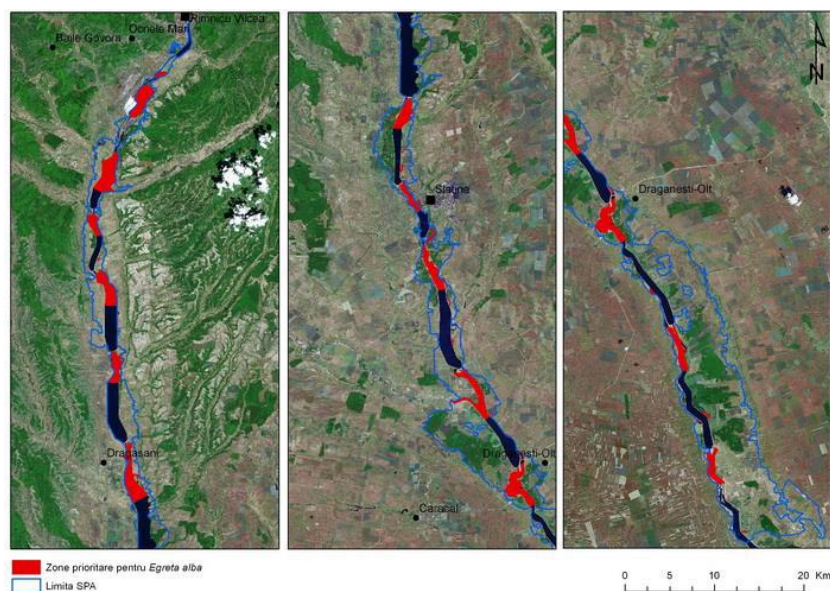 Rimnicu Vilcea
Ocnele Mari
Baile Govora
Dragasani
Slatina
Draganesti-Olt
Caracal
Draganesti-Olt
N
Zone prioritare pentru Egreta alba
Limita SPA
0 5 10 20 Km